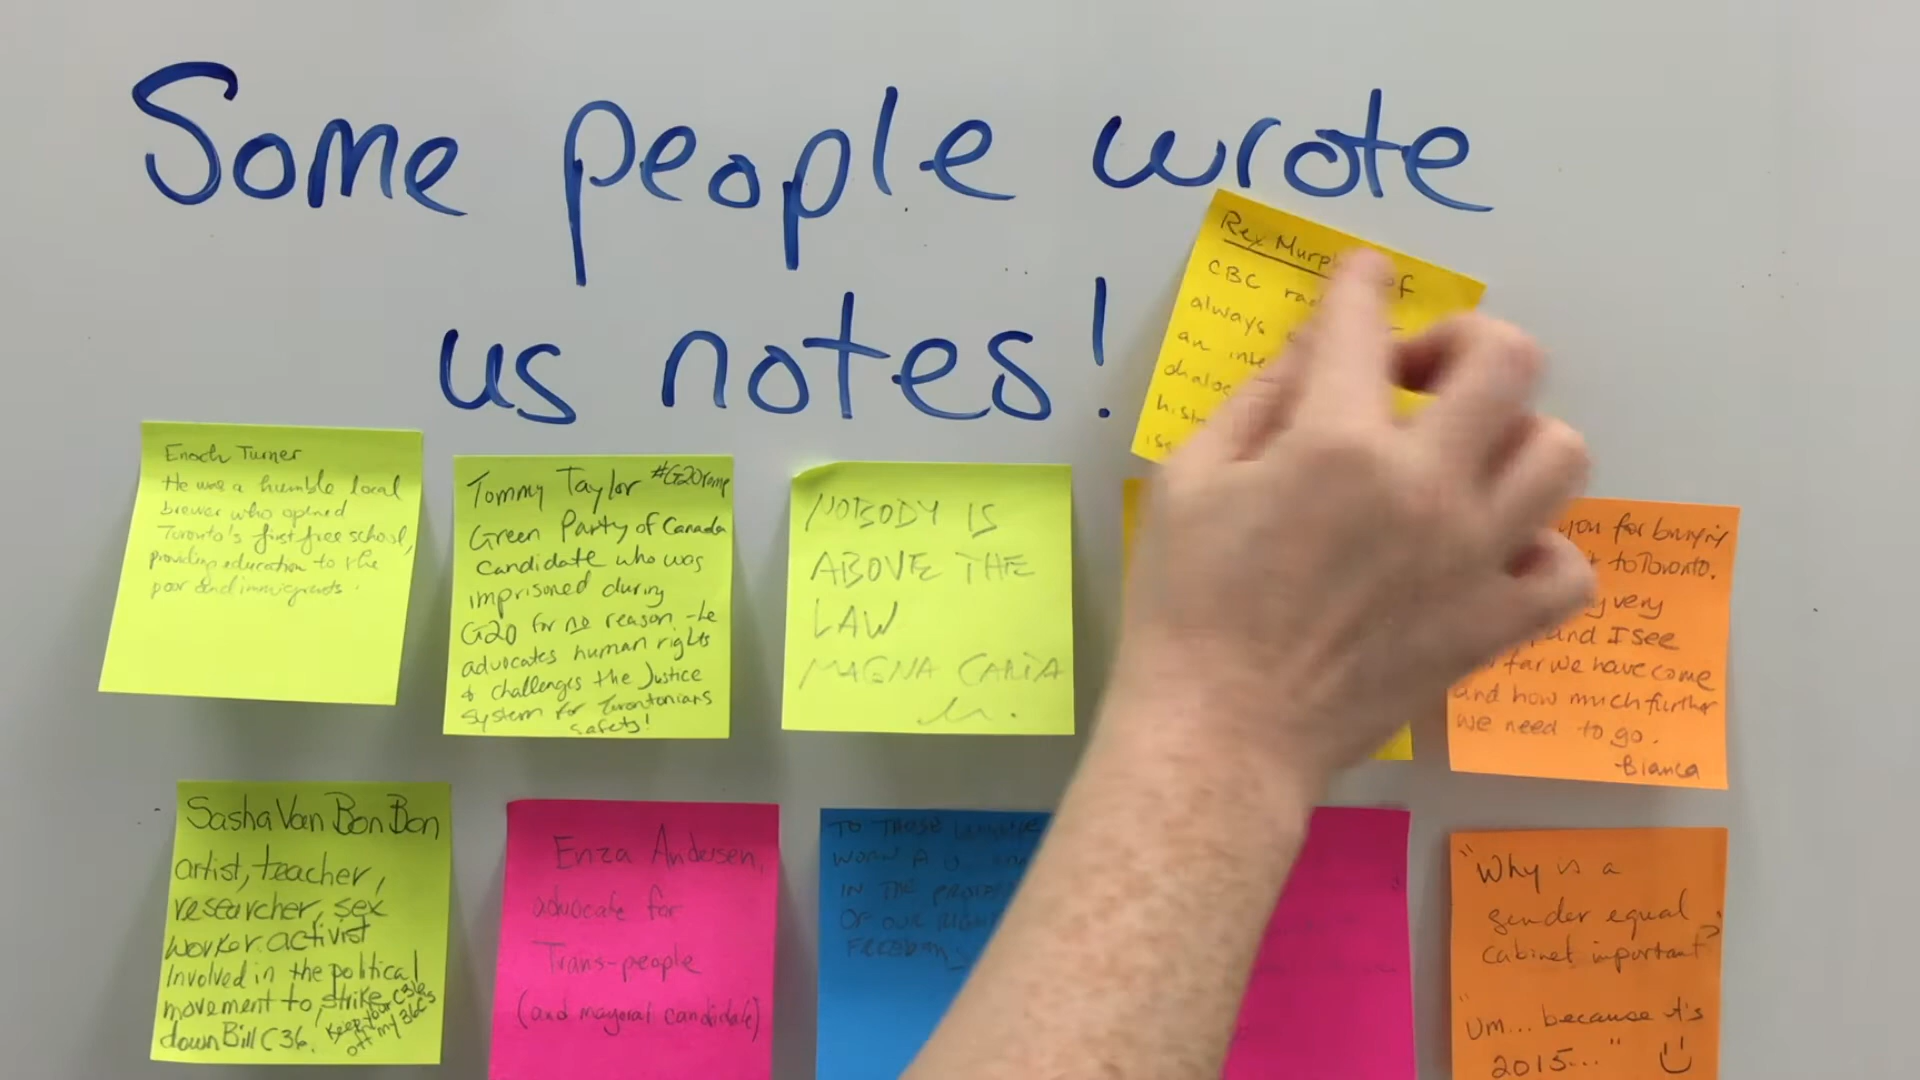 Some people wrote
us notes!
Rex Murphy of
CBC
always
an
Enoch Turner
He was a humble local
brewer who opened
Toronto's first free school,
providing education to the
poor and immigrants.
Tommy Taylor #G20romp
Green Party of Canada
candidate who was
imprisoned during
G20 for no reason - he
advocates human rights
& challenges the Justice
system for Torontonians
safety!
NOBODY IS
ABOVE THE
LAW
MAGNA CARTA
you for bringing
to Toronto.
very
and I see
far we have come
and how much further
we need to go.
-Bianca
Sasha Van Bon Bon
artist, teacher,
researcher, sex
worker activist
Involved in the political
movement to strike
down Bill C36.
Keep your C36s
off my 36Cs
Enza Andersen,
advocate for
Trans-people
(and mayoral candidate)
TO THOSE
WORN A
IN THE
OF OUR
FREEDOM
"Why is a
gender equal
cabinet important?"
"Um... because it's
2015..."